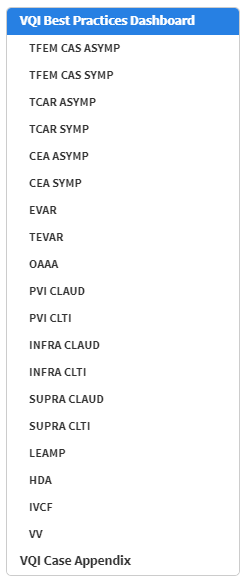 VQI Best Practices Dashboard
TFEM CAS ASYMP
TFEM CAS SYMP
TCAR ASYMP
TCAR SYMP
CEA ASYMP
CEA SYMP
EVAR
TEVAR
OAAA
PVI CLAUD
PVI CLTI
INFRA CLAUD
INFRA CLTI
SUPRA CLAUD
SUPRA CLTI
LEAMP
HDA
IVCF
VV
VQI Case Appendix